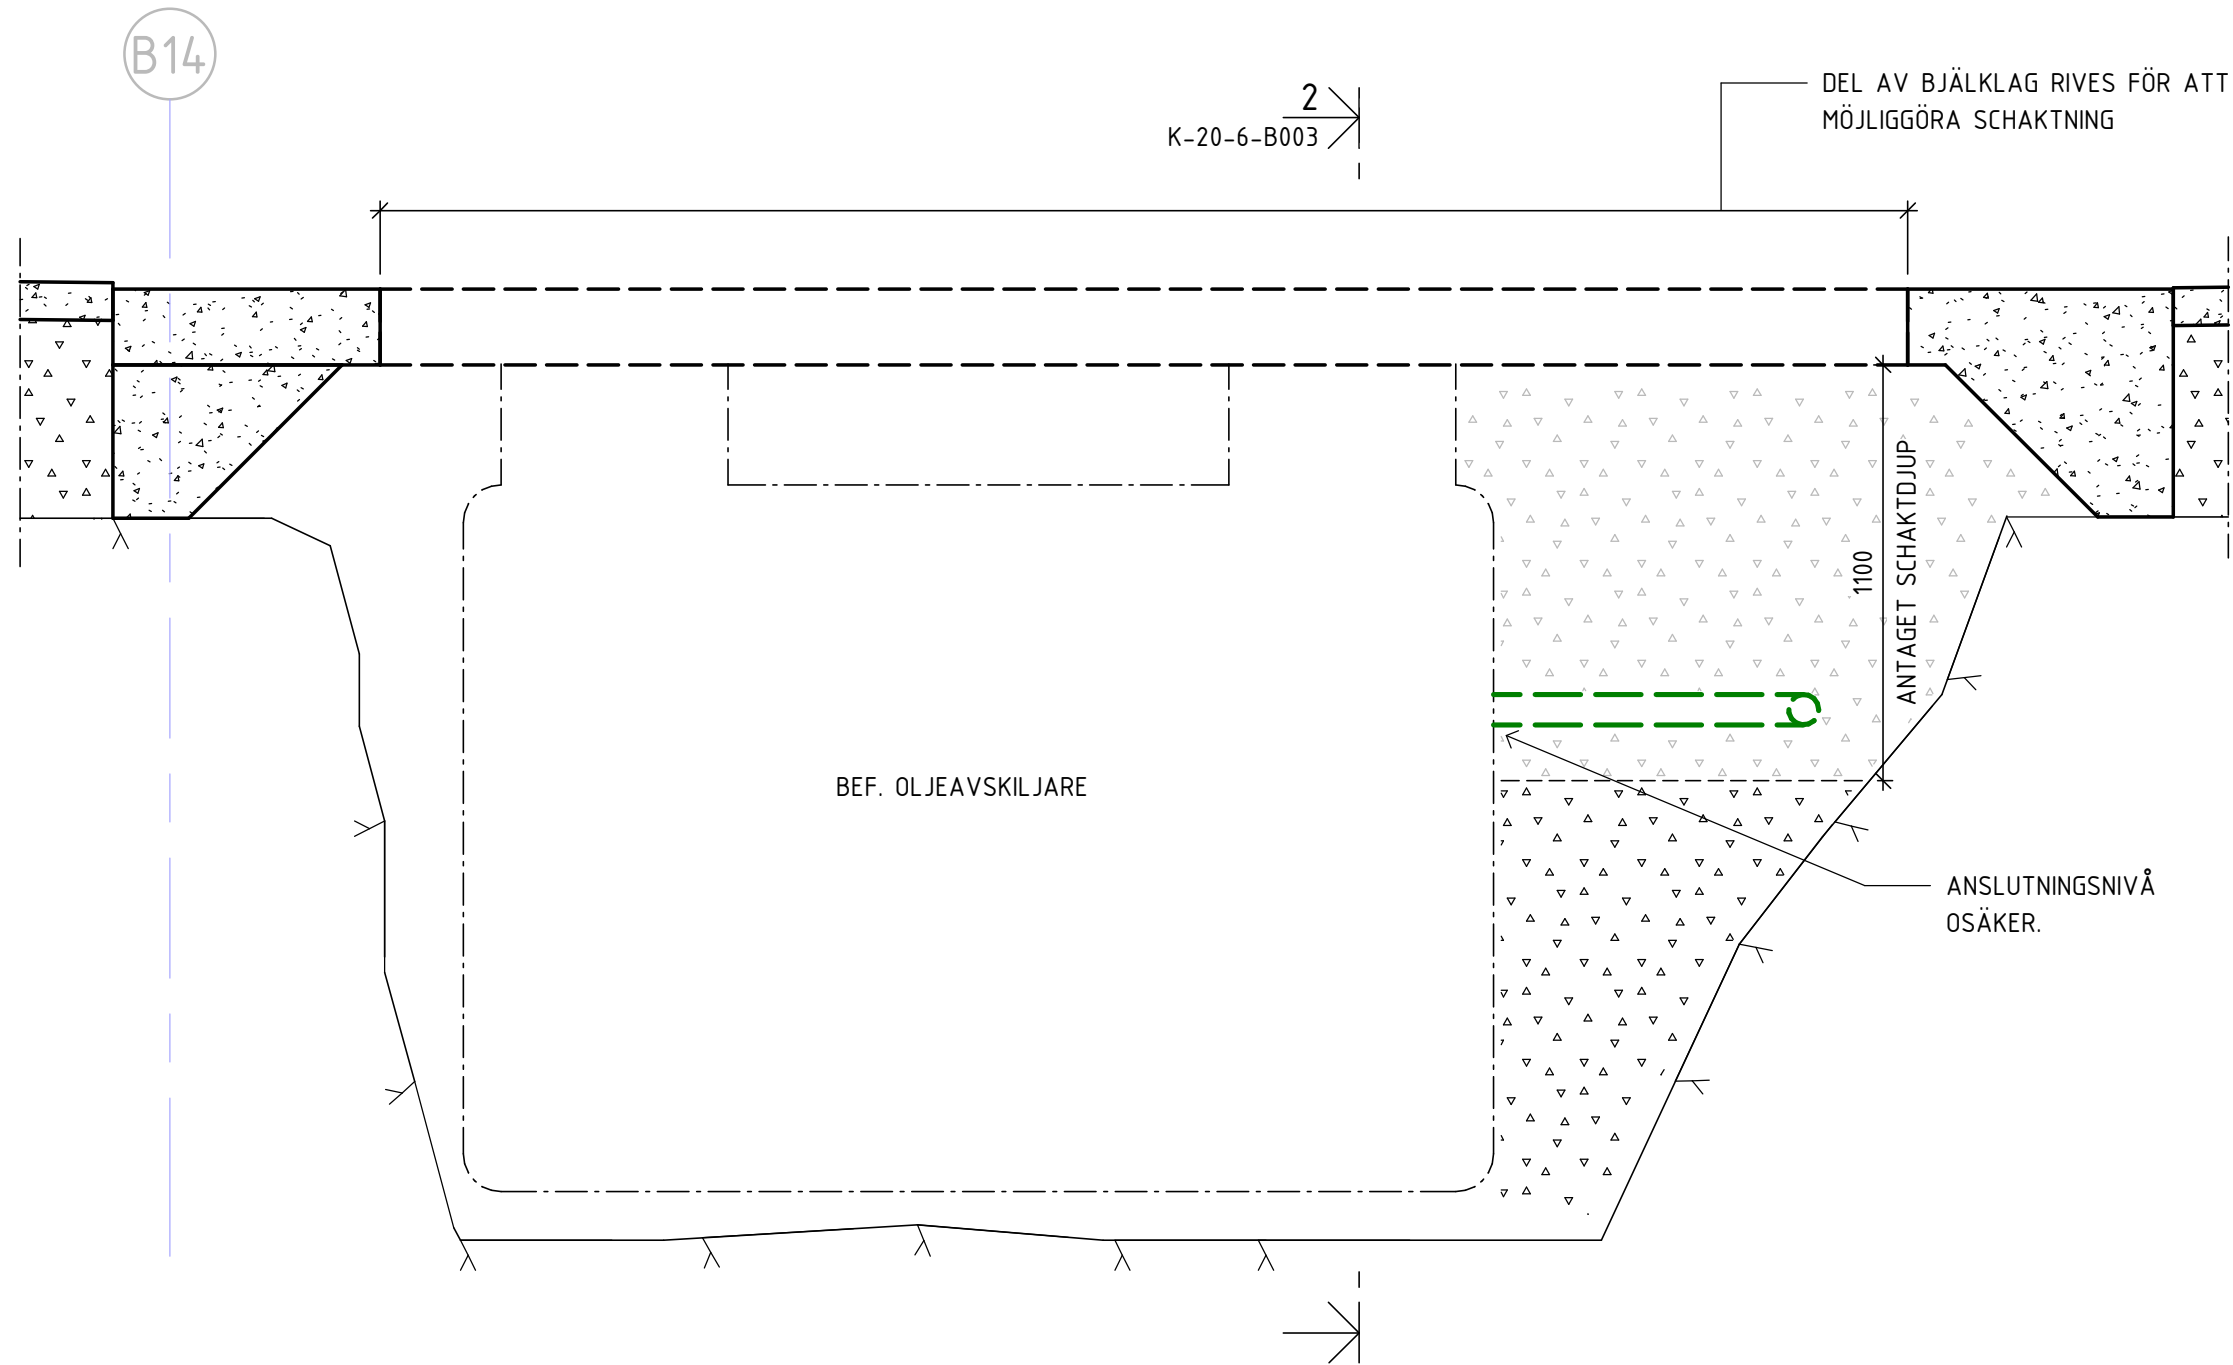 B14
2
K-20-6-B003
DEL AV BJÄLKLAG RIVES FÖR ATT
MÖJLIGGÖRA SCHAKTNING
1100
ANTAGET SCHAKTDJUP
BEF. OLJEAVSKILJARE
ANSLUTNINGSNIVÅ
OSÄKER.